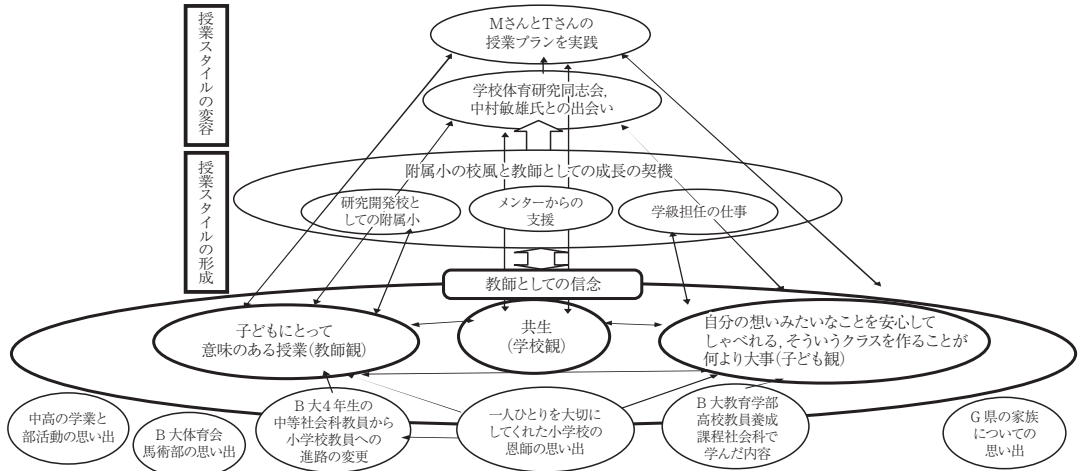 授業スタイルの変容
MさんとTさんの
授業プランを実践
学校体育研究同志会,
中村敏雄氏との出会い
授業スタイルの形成
附属小の校風と教師としての成長の契機
研究開発校と
しての附属小
メンターからの
支援
学級担任の仕事
教師としての信念
子どもにとって
意味のある授業(教師観)
共生
(学校観)
自分の想いみたいなことを安心して
しゃべれる,そういうクラスを作ることが
何より大事(子ども観)
中高の学業と
部活動の思い出
B大体育会
馬術部の思い出
B大4年生の
中等社会科教員から
小学校教員への
進路の変更
一人ひとりを大切に
してくれた小学校の
恩師の思い出
B大教育学部
高校教員養成
課程社会科で
学んだ内容
G県の家族
についての
思い出